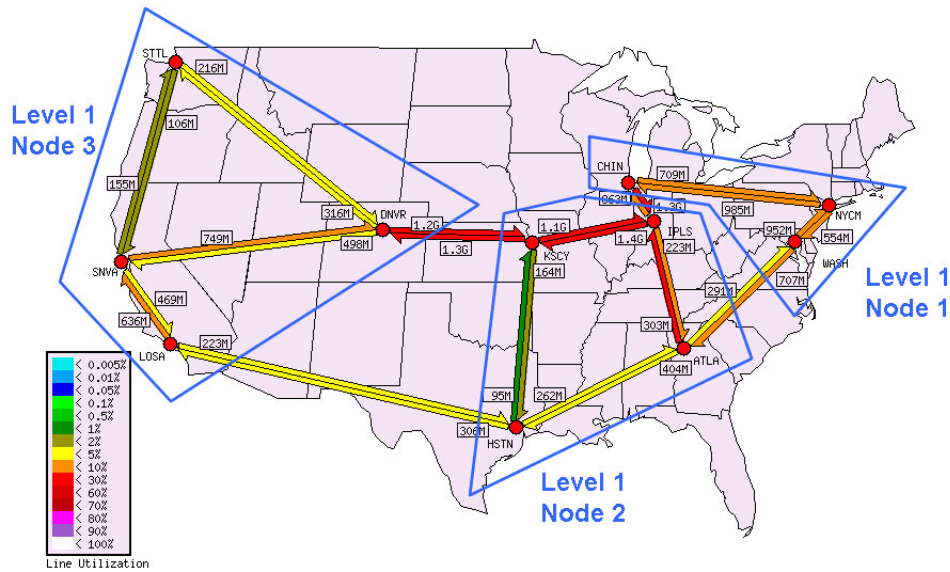 STTL
216M
Level 1
Node 3
106M
155M
316M
DNVR
749M
498M
SNVA
469M
636M
LOSA
223M
1.2G
1.3G
1.1G
KSCY
164M
1.4G
CHIN
863M
709M
985M
1.3G
IPLS
223M
NYCM
952M
554M
WASH
707M
291M
Level 1
Node 1
303M
ATLA
404M
95M
262M
306M
HSTN
Level 1
Node 2
< 0.005%
< 0.01%
< 0.05%
< 0.1%
< 0.5%
< 1%
< 2%
< 5%
< 10%
< 30%
< 60%
< 70%
< 80%
< 90%
< 100%
Line Utilization